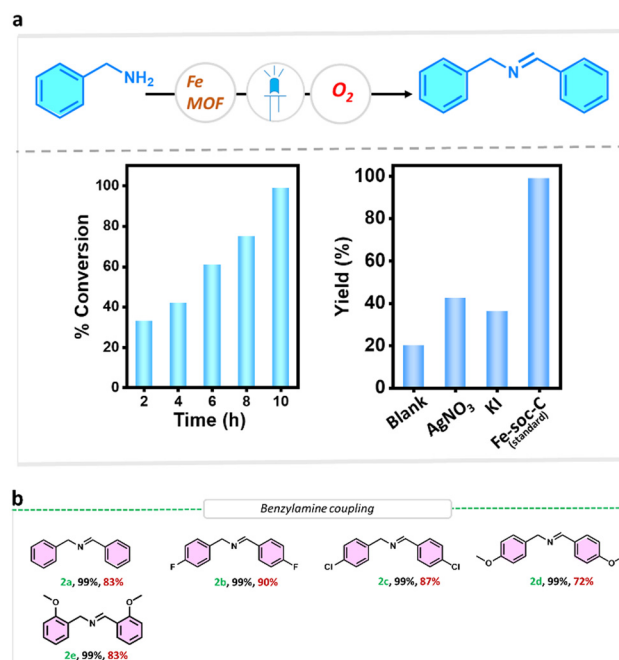 a
NH₂
Fe
MOF
O₂
N
% Conversion
100
80
60
40
20
0
2 4 6 8 10
Time (h)
Yield (%)
100
80
60
40
20
0
Blank
AgNO₃
KI
Fe-soc-C
(standard)
b
Benzylamine coupling
N
2a, 99%, 83%
F N F
2b, 99%, 90%
Cl N Cl
2c, 99%, 87%
O N O
2d, 99%, 72%
O O
N
2e, 99%, 83%